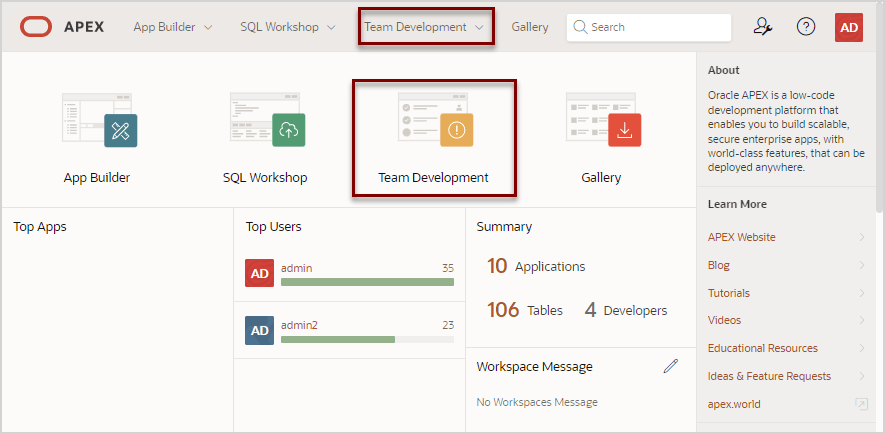 APEX
App Builder
SQL Workshop
Team Development
Gallery
Search
AD
App Builder
SQL Workshop
Team Development
Gallery
Top Apps
Top Users
AD
admin
35
AD
admin2
23
Summary
10 Applications
106 Tables
4 Developers
Workspace Message
No Workspaces Message
About
Oracle APEX is a low-code
development platform that
enables you to build scalable,
secure enterprise apps, with
world-class features, that can be
deployed anywhere.
Learn More
APEX Website
Blog
Tutorials
Videos
Educational Resources
Ideas & Feature Requests
apex.world